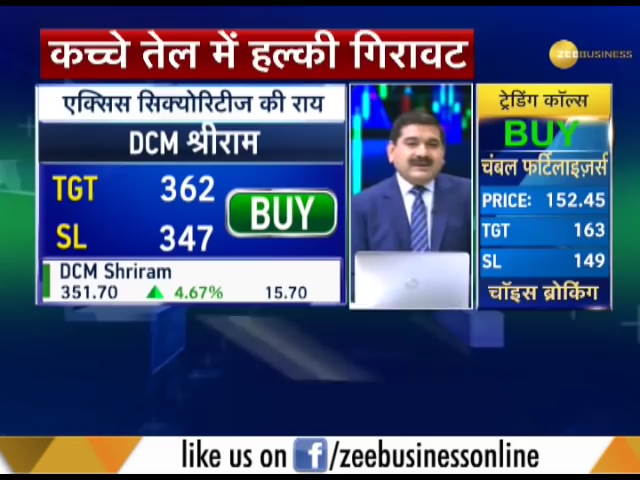 कच्चे तेल में हल्की गिरावट
ZEEBUSINESS
एक्सिस सिक्योरिटीज की राय
DCM श्रीराम
TGT 362
SL 347
BUY
DCM Shriram
351.70 4.67% 15.70
ट्रेडिंग कॉल्स
BUY
चंबल फर्टिलाइज़र्स
PRICE: 152.45
TGT 163
SL 149
चॉइस ब्रोकिंग
like us on f/zeebusinessonline